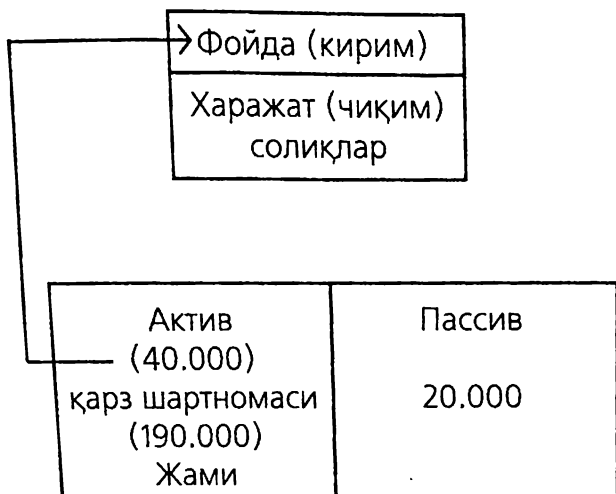 Фойда (кирим)
Харажат (чиқим)
солиқлар
Актив
(40.000)
қарз шартномаси
(190.000)
Жами
Пассив
20.000